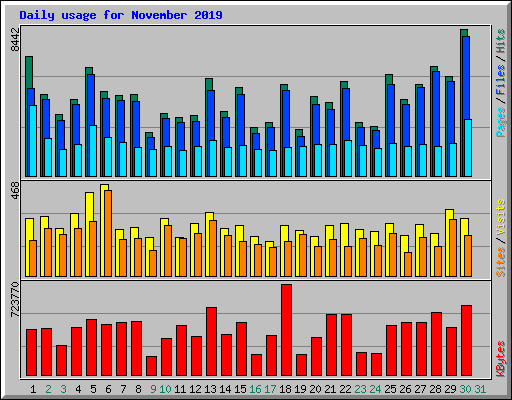 Daily usage for November 2019
8442
Pages / Files / Hits
468
Sites / Visits
723770
KBytes
1 2 3 4 5 6 7 8 9 10 11 12 13 14 15 16 17 18 19 20 21 22 23 24 25 26 27 28 29 30 31